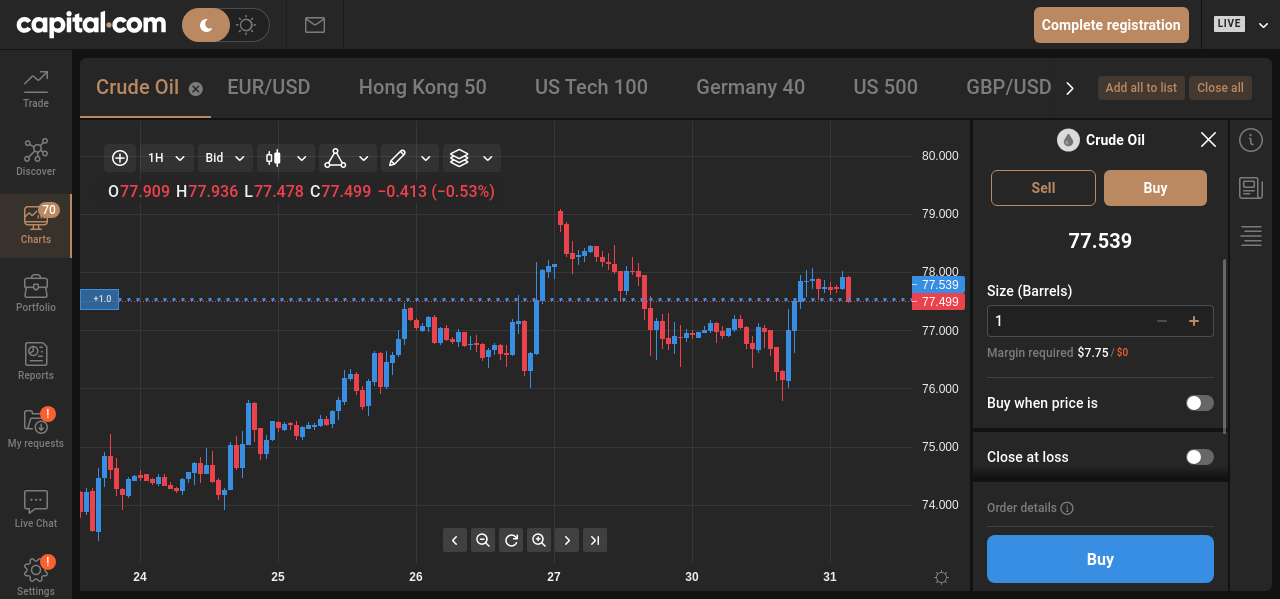 capital.com
Complete registration
LIVE
Trade
Discover
70
Charts
Portfolio
Reports
!
My requests
Live Chat
!
Settings
Crude Oil EUR/USD Hong Kong 50 US Tech 100 Germany 40 US 500 GBP/USD
Add all to list Close all
1H Bid
O77.909 H77.936 L77.478 C77.499 −0.413 (−0.53%)
+1.0
80.000
79.000
78.000
77.539
77.499
77.000
76.000
75.000
74.000
24 25 26 27 30 31
Crude Oil
Sell Buy
77.539
Size (Barrels)
1 − +
Margin required $7.75 / $0
Buy when price is
Close at loss
Order details
Buy